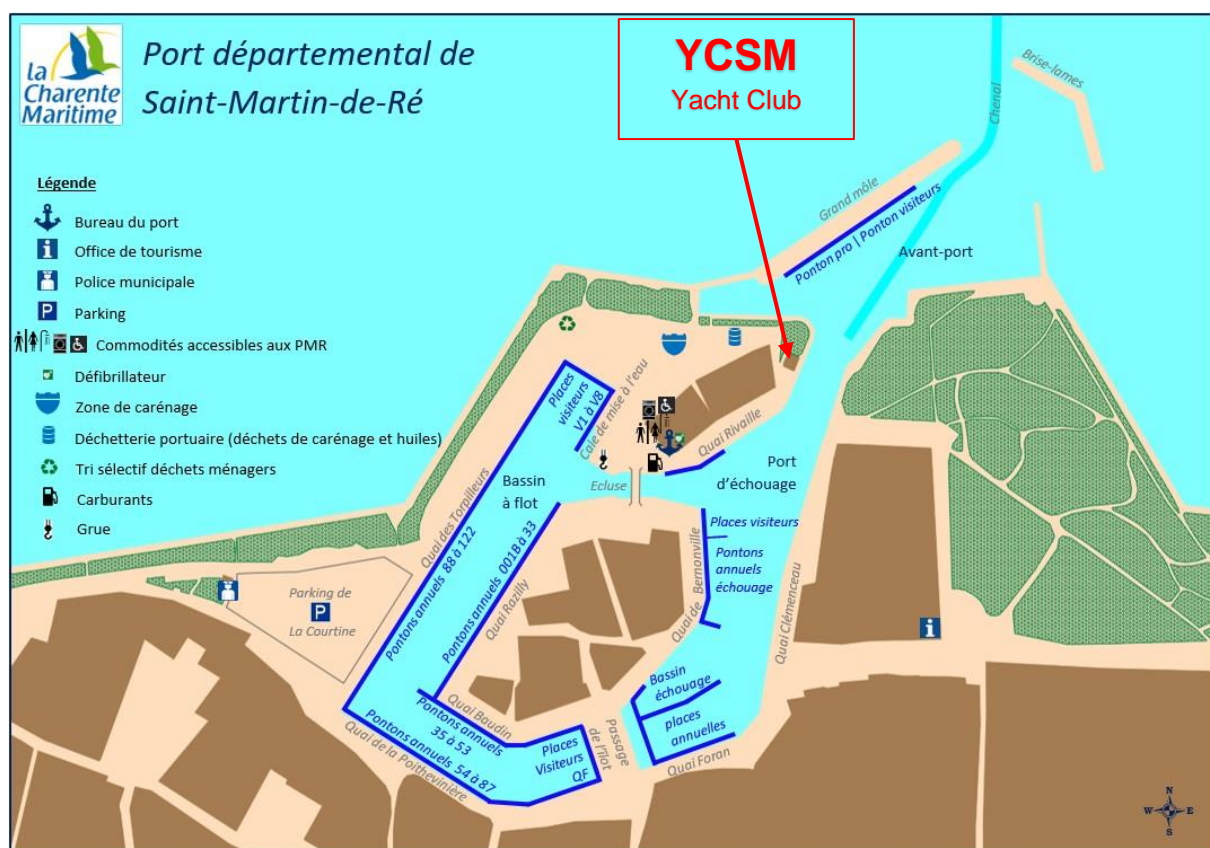 la
Charente
Maritime
Port départemental de
Saint-Martin-de-Ré
YCSM
Yacht Club
Brise-lames
Chenal
Grand môle
Ponton pro | Ponton visiteurs
Avant-port
Légende
Bureau du port
i Office de tourisme
Police municipale
P Parking
Commodités accessibles aux PMR
Défibrillateur
Zone de carénage
Déchetterie portuaire (déchets de carénage et huiles)
Tri sélectif déchets ménagers
Carburants
Grue
Places
visiteurs
V1 à V8
Cale de mise à l'eau
Quai Rivaille
Port
d'échouage
Ecluse
Bassin
à flot
Quai des Torpilleurs
Pontons annuels 88 à 122
Pontons annuels 001B à 33
Quai Razilly
Places visiteurs
Pontons
annuels
échouage
Quai de Bernonville
Quai Clémenceau
Parking de
P
La Courtine
i
Bassin
échouage
places
annuelles
Quai Foran
Passage
de l'îlot
Quai Baudin
Pontons annuels
35 à 53
Places
Visiteurs
QF
Pontons annuels 54 à 87
Quai de la Poithevinière
N
W E
S